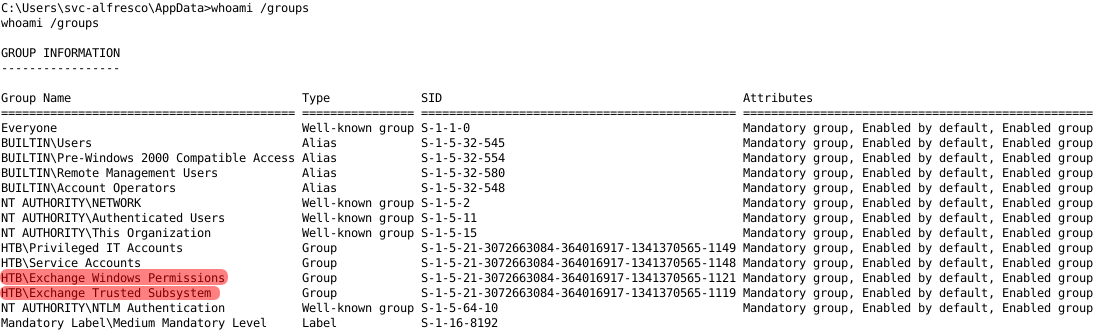 C:\Users\svc-alfresco\AppData>whoami /groups
whoami /groups
GROUP INFORMATION
-----------------
Group Name                                 Type             SID                                           Attributes
========================================== ================ ============================================= ==================================================
Everyone                                   Well-known group S-1-1-0                                       Mandatory group, Enabled by default, Enabled group
BUILTIN\Users                              Alias            S-1-5-32-545                                  Mandatory group, Enabled by default, Enabled group
BUILTIN\Pre-Windows 2000 Compatible Access Alias            S-1-5-32-554                                  Mandatory group, Enabled by default, Enabled group
BUILTIN\Remote Management Users            Alias            S-1-5-32-580                                  Mandatory group, Enabled by default, Enabled group
BUILTIN\Account Operators                  Alias            S-1-5-32-548                                  Mandatory group, Enabled by default, Enabled group
NT AUTHORITY\NETWORK                       Well-known group S-1-5-2                                       Mandatory group, Enabled by default, Enabled group
NT AUTHORITY\Authenticated Users           Well-known group S-1-5-11                                      Mandatory group, Enabled by default, Enabled group
NT AUTHORITY\This Organization             Well-known group S-1-5-15                                      Mandatory group, Enabled by default, Enabled group
HTB\Privileged IT Accounts                 Group            S-1-5-21-3072663084-364016917-1341370565-1149 Mandatory group, Enabled by default, Enabled group
HTB\Service Accounts                       Group            S-1-5-21-3072663084-364016917-1341370565-1148 Mandatory group, Enabled by default, Enabled group
HTB\Exchange Windows Permissions           Group            S-1-5-21-3072663084-364016917-1341370565-1121 Mandatory group, Enabled by default, Enabled group
HTB\Exchange Trusted Subsystem             Group            S-1-5-21-3072663084-364016917-1341370565-1119 Mandatory group, Enabled by default, Enabled group
NT AUTHORITY\NTLM Authentication           Well-known group S-1-5-64-10                                   Mandatory group, Enabled by default, Enabled group
Mandatory Label\Medium Mandatory Level     Label            S-1-16-8192